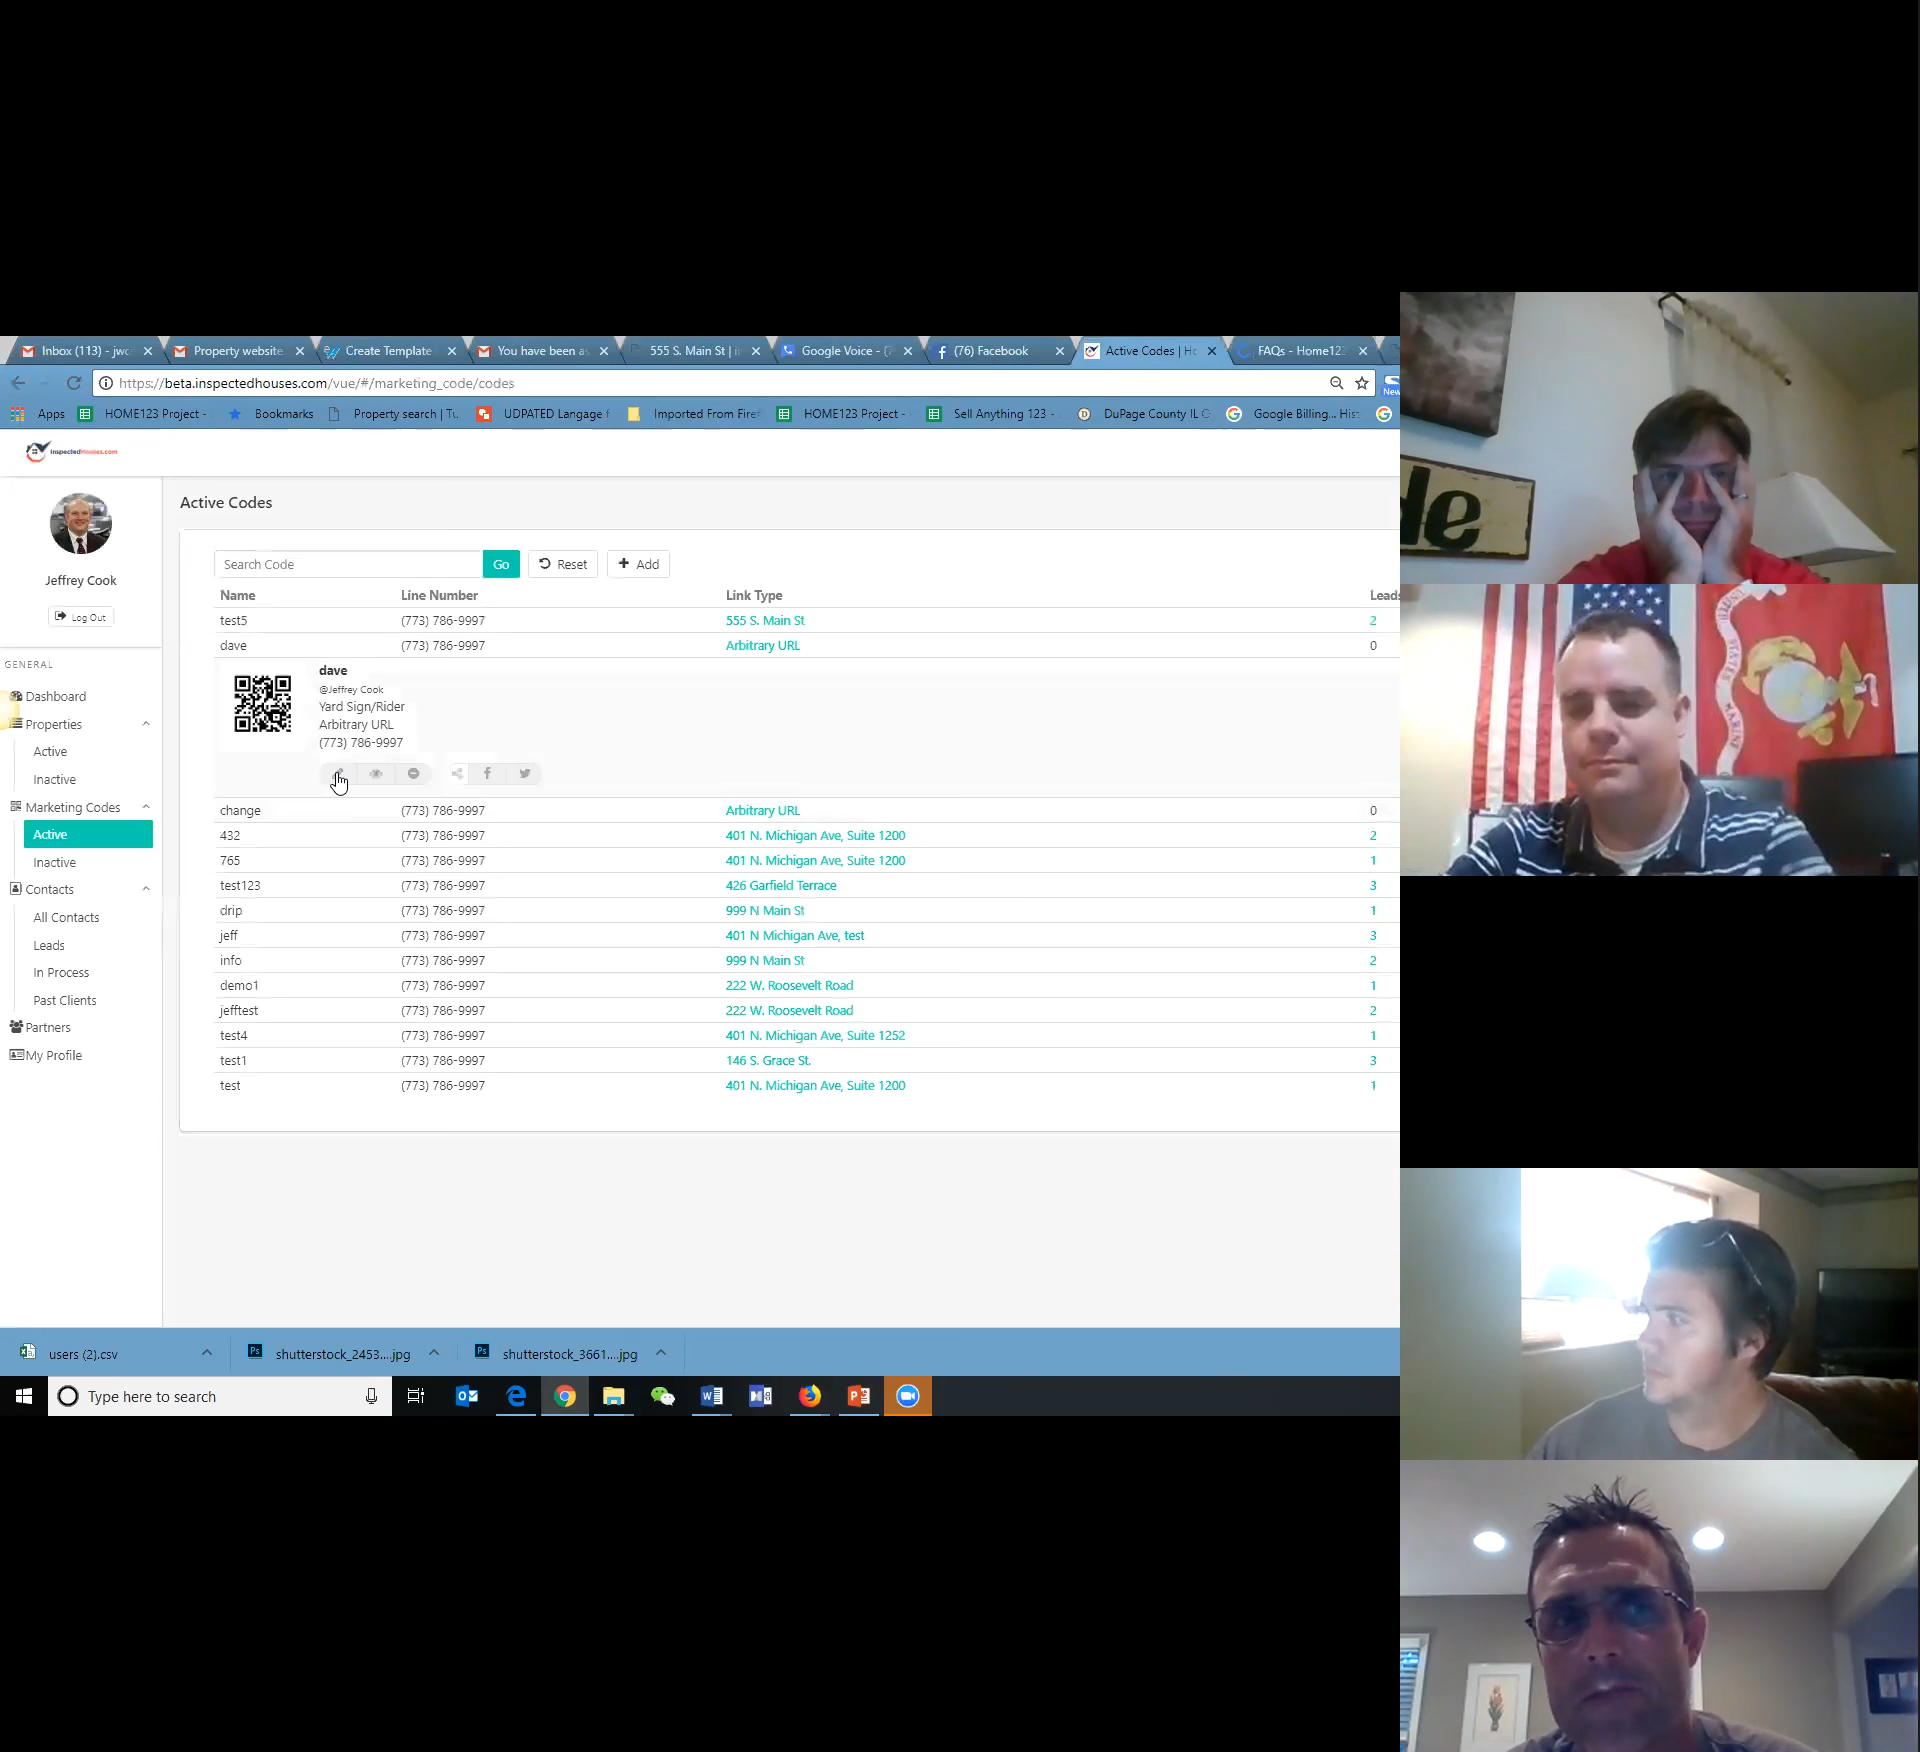 Inbox (113) - jwc
Property website
Create Template
You have been a
555 S. Main St | i
Google Voice - (
(76) Facebook
Active Codes | Ho
FAQs - Home123
https://beta.inspectedhouses.com/vue/#/marketing_code/codes
New
Apps
HOME123 Project -
Bookmarks
Property search | Tu
UDPATED Langage f
Imported From Firef
HOME123 Project -
Sell Anything 123 -
DuPage County IL
Google Billing... Hist
InspectedHouses.com
Jeffrey Cook
Log Out
GENERAL
Dashboard
Properties
Active
Inactive
Marketing Codes
Active
Inactive
Contacts
All Contacts
Leads
In Process
Past Clients
Partners
My Profile
Active Codes
Search Code Go Reset Add
Name Line Number Link Type Leads
test5 (773) 786-9997 555 S. Main St 2
dave (773) 786-9997 Arbitrary URL 0
dave
@Jeffrey Cook
Yard Sign/Rider
Arbitrary URL
(773) 786-9997
change (773) 786-9997 Arbitrary URL 0
432 (773) 786-9997 401 N. Michigan Ave, Suite 1200 2
765 (773) 786-9997 401 N. Michigan Ave, Suite 1200 1
test123 (773) 786-9997 426 Garfield Terrace 3
drip (773) 786-9997 999 N Main St 1
jeff (773) 786-9997 401 N Michigan Ave, test 3
info (773) 786-9997 999 N Main St 2
demo1 (773) 786-9997 222 W. Roosevelt Road 1
jefftest (773) 786-9997 222 W. Roosevelt Road 2
test4 (773) 786-9997 401 N. Michigan Ave, Suite 1252 1
test1 (773) 786-9997 146 S. Grace St. 3
test (773) 786-9997 401 N. Michigan Ave, Suite 1200 1
users (2).csv
shutterstock_2453....jpg
shutterstock_3661....jpg
Type here to search
de